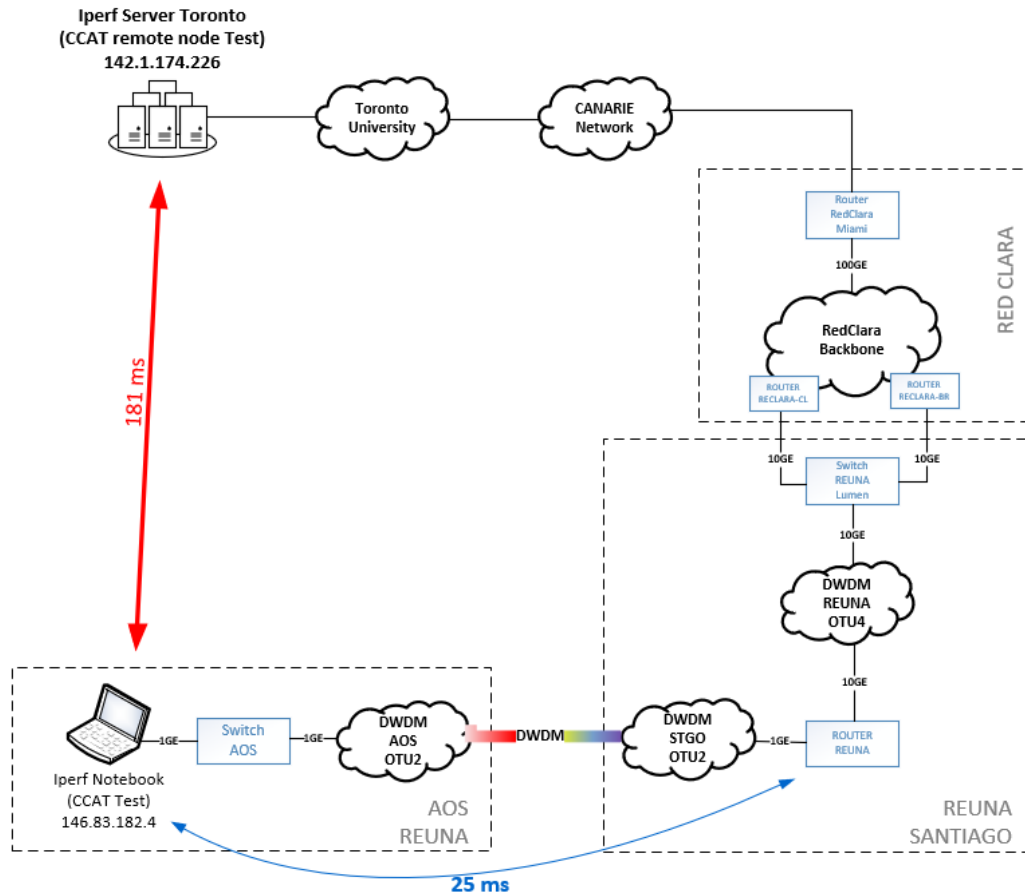 Iperf Server Toronto
(CCAT remote node Test)
142.1.174.226
Toronto
University
CANARIE
Network
Router
RedClara
Miami
100GE
RED CLARA
RedClara
Backbone
ROUTER
RECLARA-CL
ROUTER
RECLARA-BR
181 ms
10GE
10GE
Switch
REUNA
Lumen
10GE
DWDM
REUNA
OTU4
10GE
1GE
Switch
AOS
1GE
DWDM
AOS
OTU2
DWDM
DWDM
STGO
OTU2
1GE
ROUTER
REUNA
Iperf Notebook
(CCAT Test)
146.83.182.4
AOS
REUNA
REUNA
SANTIAGO
25 ms